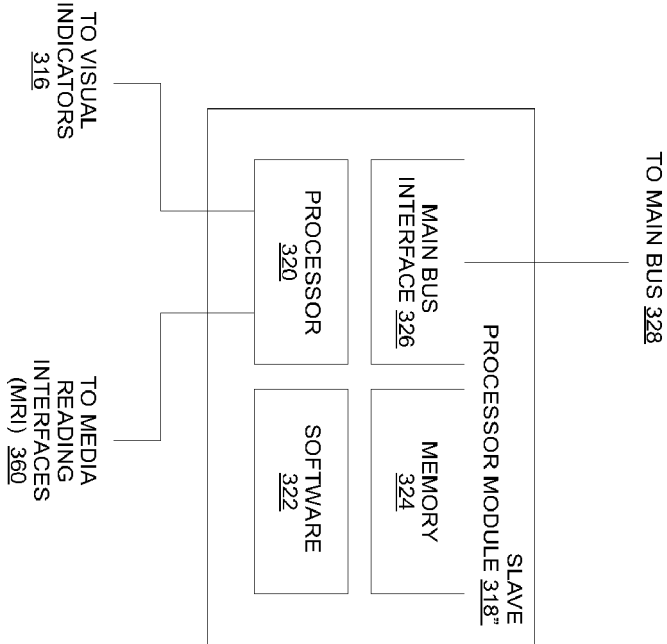 TO MAIN BUS 328
SLAVE
PROCESSOR MODULE 318"
MAIN BUS
INTERFACE 326
MEMORY
324
PROCESSOR
320
SOFTWARE
322
TO VISUAL
INDICATORS
316
TO MEDIA
READING
INTERFACES
(MRI) 360